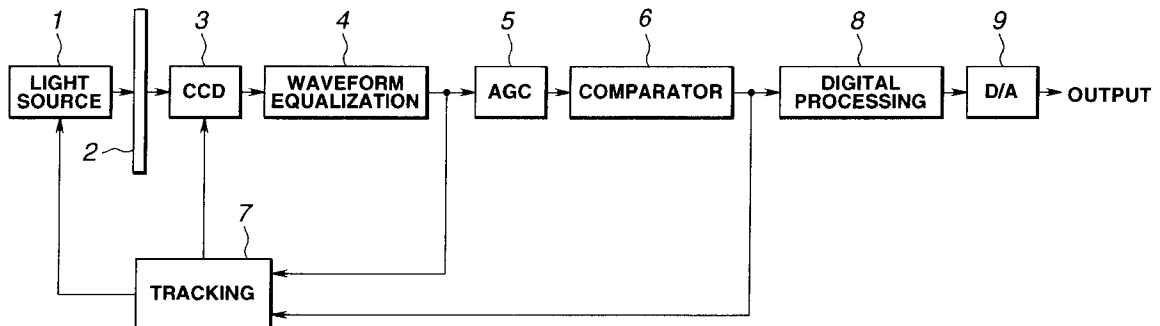 1
2
3
4
5
6
7
8
9
LIGHT
SOURCE
CCD
WAVEFORM
EQUALIZATION
AGC
COMPARATOR
DIGITAL
PROCESSING
D/A
OUTPUT
TRACKING